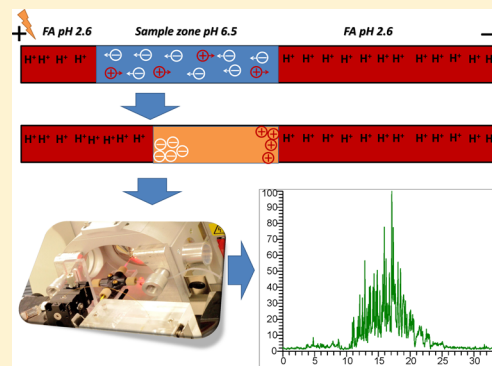 + FA pH 2.6 Sample zone pH 6.5 FA pH 2.6 −
H⁺ H⁺ H⁺ H⁺ − − − − + − − + − + − − − + H⁺ H⁺ H⁺ H⁺ H⁺ H⁺ H⁺ H⁺ H⁺ H⁺
H⁺ H⁺ H⁺ H⁺ H⁺ H⁺ H⁺ − − − − − + + + + + H⁺ H⁺ H⁺ H⁺ H⁺ H⁺ H⁺ H⁺ H⁺ H⁺
100
90
80
70
60
50
40
30
20
10
0
0 5 10 15 20 25 30